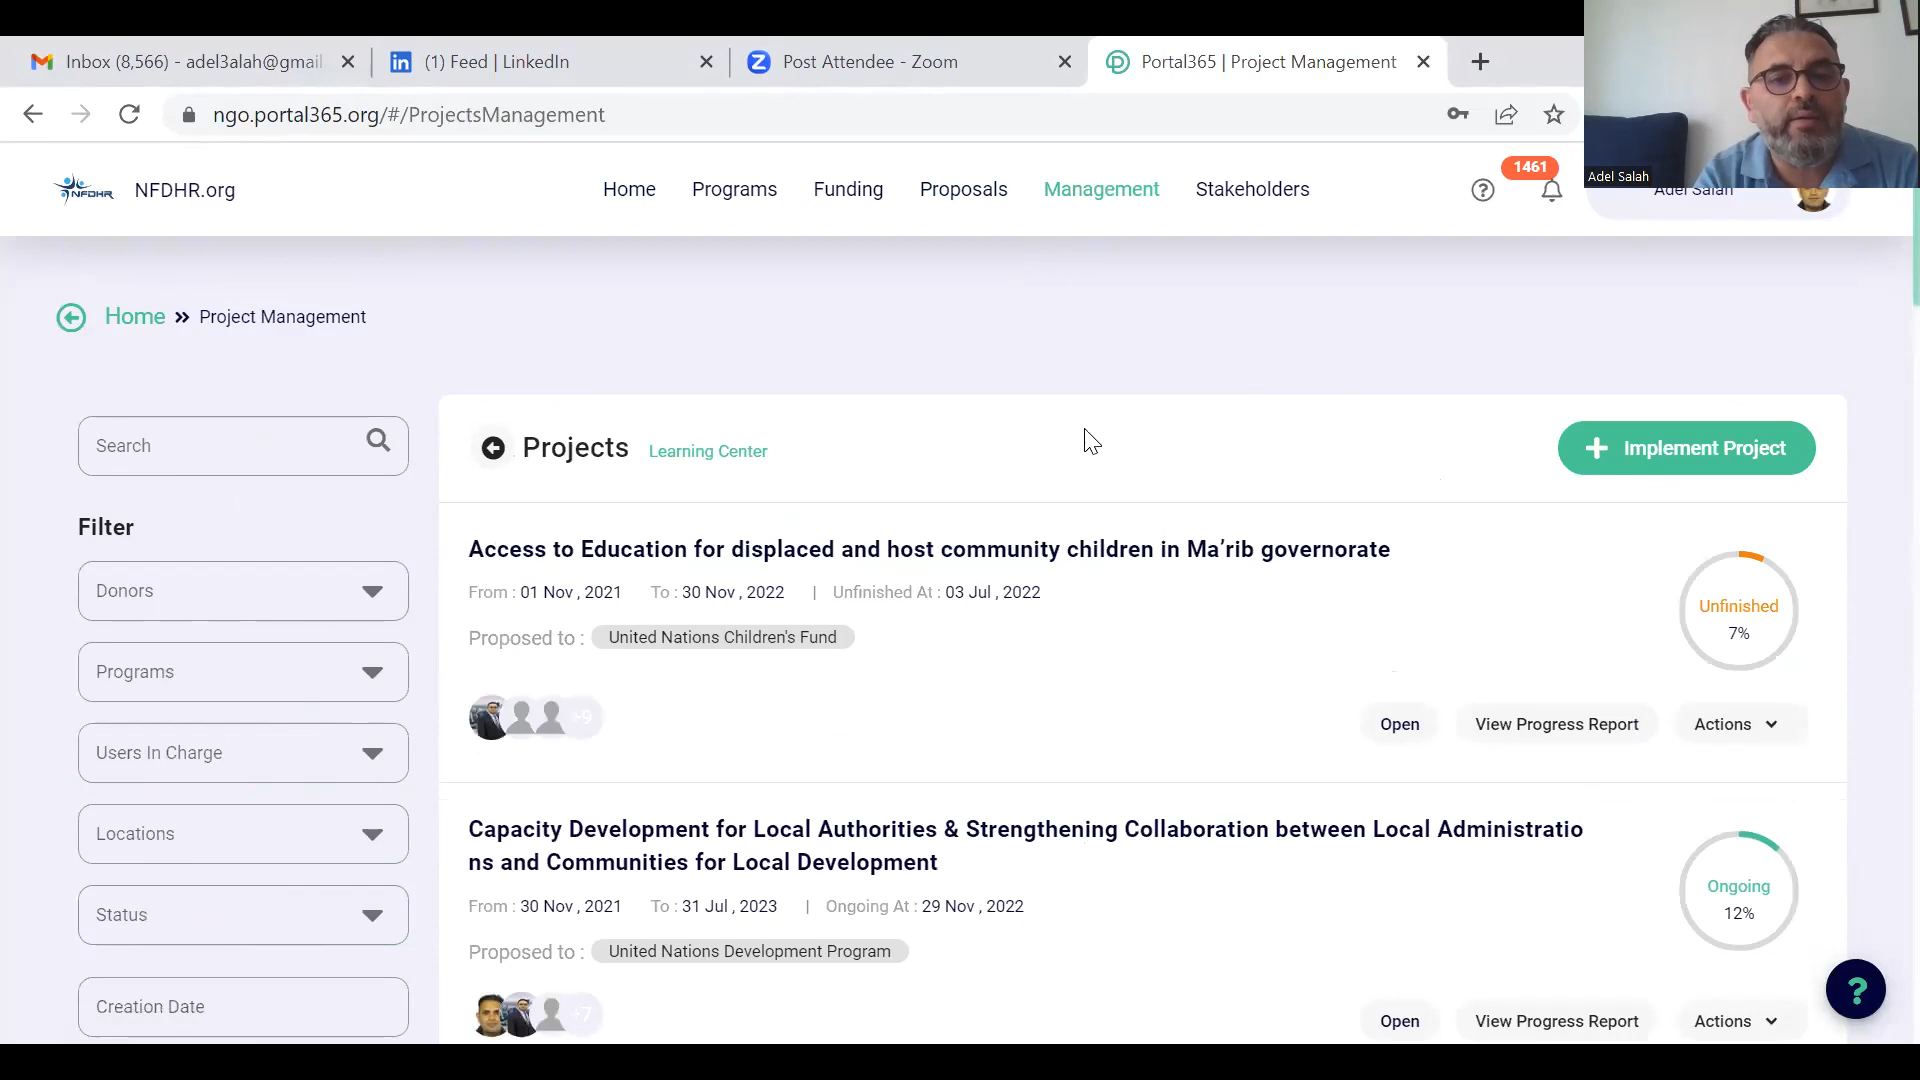 Inbox (8,566) - adel3alah@gmail
(1) Feed | LinkedIn
Post Attendee - Zoom
Portal365 | Project Management
ngo.portal365.org/#/ProjectsManagement
Adel Salah
NFDHR
NFDHR.org
Home
Programs
Funding
Proposals
Management
Stakeholders
1461
Adel Salah
Home » Project Management
Search
Filter
Donors
Programs
Users In Charge
Locations
Status
Creation Date
Projects
Learning Center
Implement Project
Access to Education for displaced and host community children in Ma’rib governorate
From : 01 Nov , 2021 To : 30 Nov , 2022 | Unfinished At : 03 Jul , 2022
Proposed to : United Nations Children's Fund
Unfinished
7%
+9
Open
View Progress Report
Actions
Capacity Development for Local Authorities & Strengthening Collaboration between Local Administratio
ns and Communities for Local Development
From : 30 Nov , 2021 To : 31 Jul , 2023 | Ongoing At : 29 Nov , 2022
Proposed to : United Nations Development Program
Ongoing
12%
+7
Open
View Progress Report
Actions
?